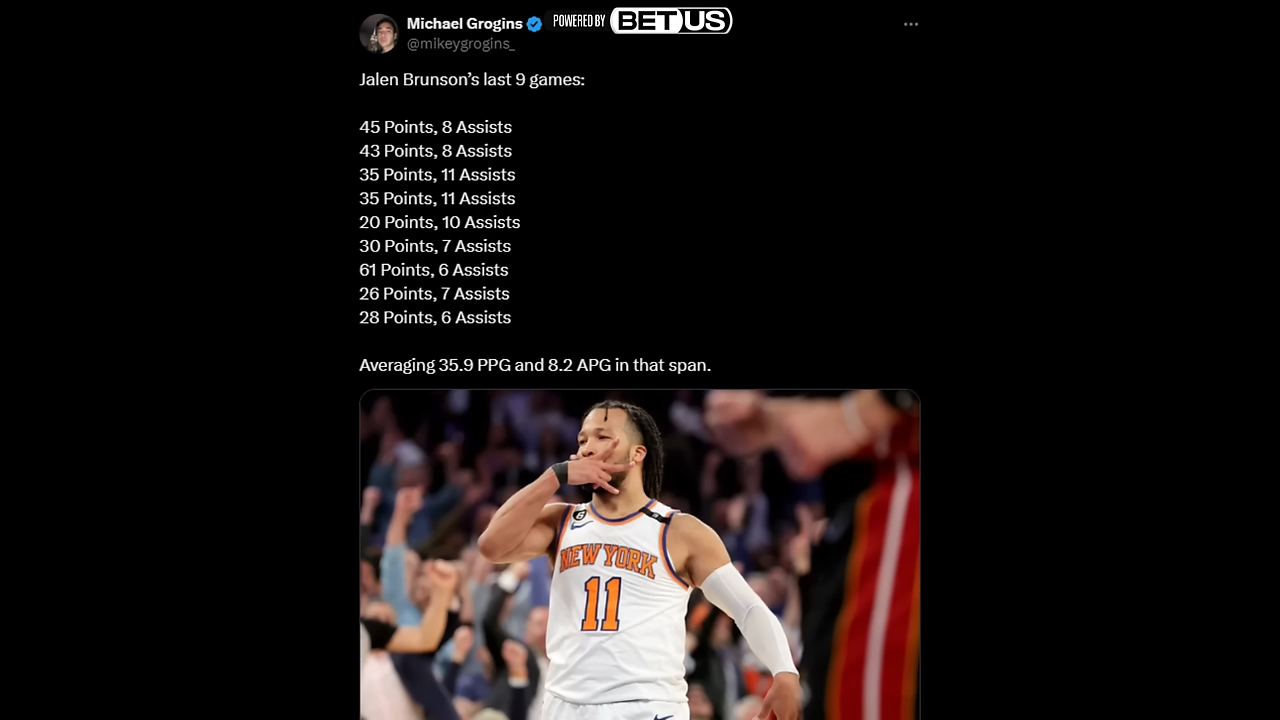 Michael Grogins
POWERED BY BETUS
@mikeygrogins_
Jalen Brunson’s last 9 games:
45 Points, 8 Assists
43 Points, 8 Assists
35 Points, 11 Assists
35 Points, 11 Assists
20 Points, 10 Assists
30 Points, 7 Assists
61 Points, 6 Assists
26 Points, 7 Assists
28 Points, 6 Assists
Averaging 35.9 PPG and 8.2 APG in that span.
6
NEW YORK
11